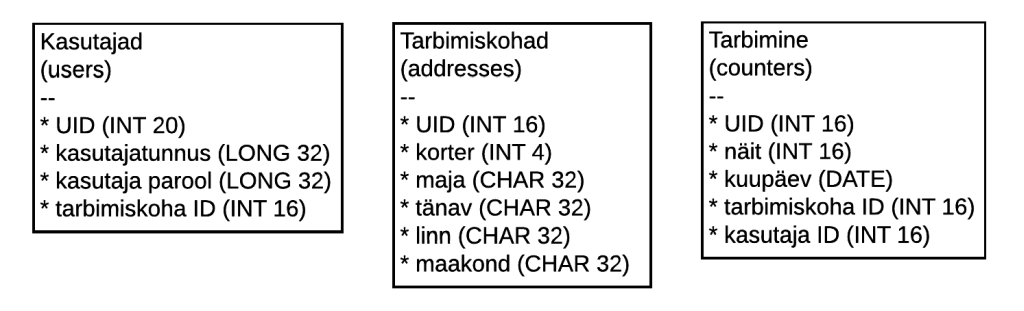 Kasutajad
(users)
--
* UID (INT 20)
* kasutajatunnus (LONG 32)
* kasutaja parool (LONG 32)
* tarbimiskoha ID (INT 16)
Tarbimiskohad
(addresses)
--
* UID (INT 16)
* korter (INT 4)
* maja (CHAR 32)
* tänav (CHAR 32)
* linn (CHAR 32)
* maakond (CHAR 32)
Tarbimine
(counters)
--
* UID (INT 16)
* näit (INT 16)
* kuupäev (DATE)
* tarbimiskoha ID (INT 16)
* kasutaja ID (INT 16)